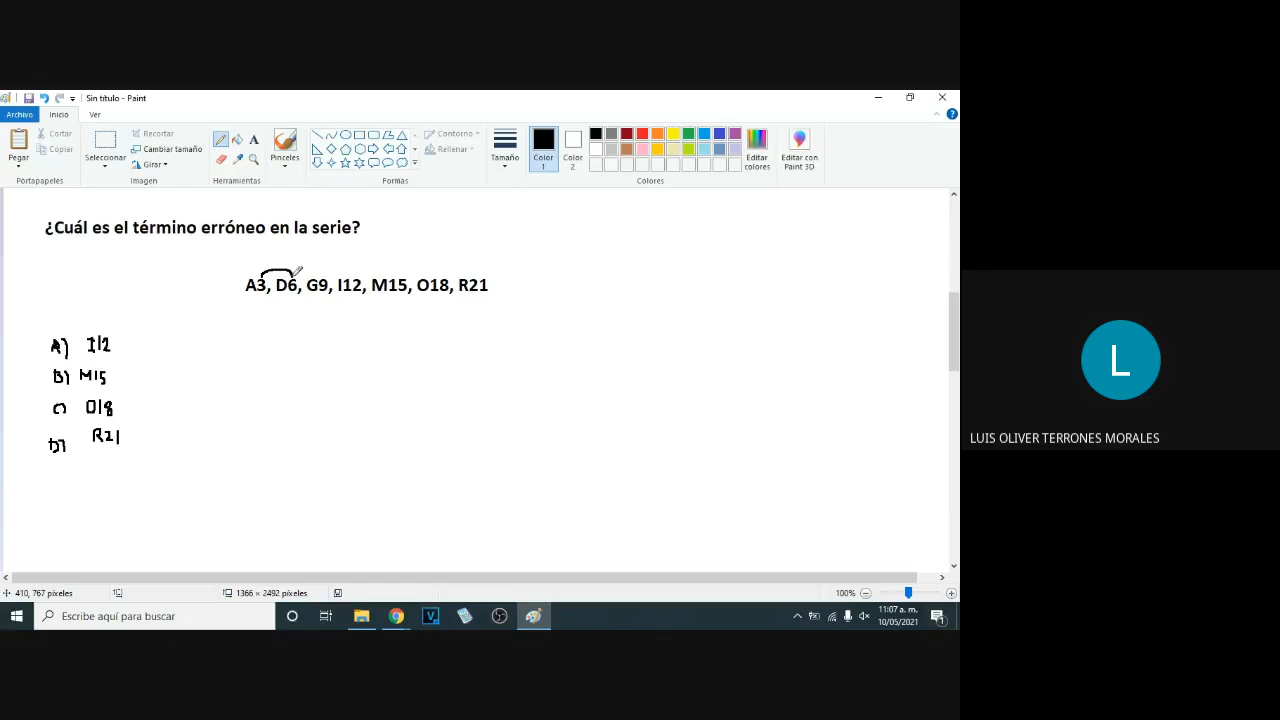 Sin título - Paint
Archivo Inicio Ver
Pegar
Cortar
Copiar
Portapapeles
Seleccionar
Recortar
Cambiar tamaño
Girar
Imagen
A
Herramientas
Pinceles
Contorno
Rellenar
Formas
Tamaño
Color 1
Color 2
Editar colores
Editar con Paint 3D
Colores
¿Cuál es el término erróneo en la serie?
A3, D6, G9, I12, M15, O18, R21
A) I12
B) M15
C) O18
D) R21
L
LUIS OLIVER TERRONES MORALES
410, 767 píxeles
1366 × 2492 píxeles
100%
Escribe aquí para buscar
V
11:07 a. m.
10/05/2021
1